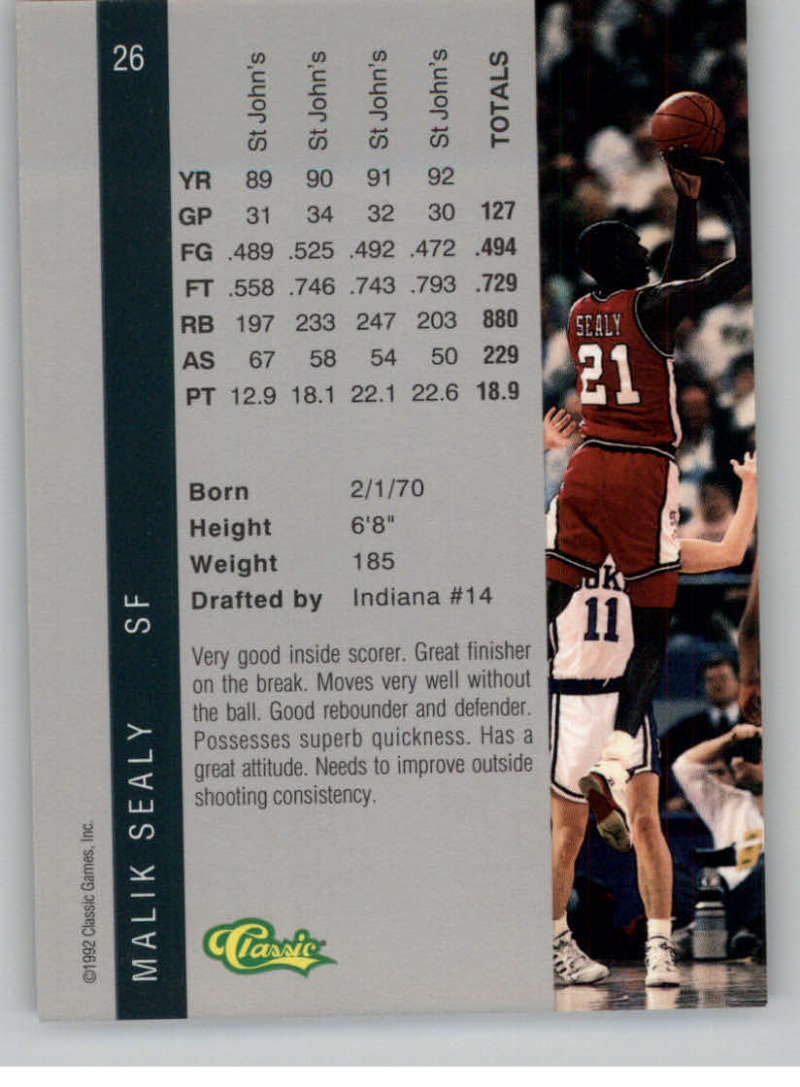 26
St John's St John's St John's St John's TOTALS
YR 89 90 91 92
GP 31 34 32 30 127
FG .489 .525 .492 .472 .494
FT .558 .746 .743 .793 .729
RB 197 233 247 203 880
AS 67 58 54 50 229
PT 12.9 18.1 22.1 22.6 18.9
Born 2/1/70
Height 6'8"
Weight 185
Drafted by Indiana #14
Very good inside scorer. Great finisher
on the break. Moves very well without
the ball. Good rebounder and defender.
Possesses superb quickness. Has a
great attitude. Needs to improve outside
shooting consistency.
Classic
MALIK SEALY SF
©1992 Classic Games, Inc.
SEALY
21
11